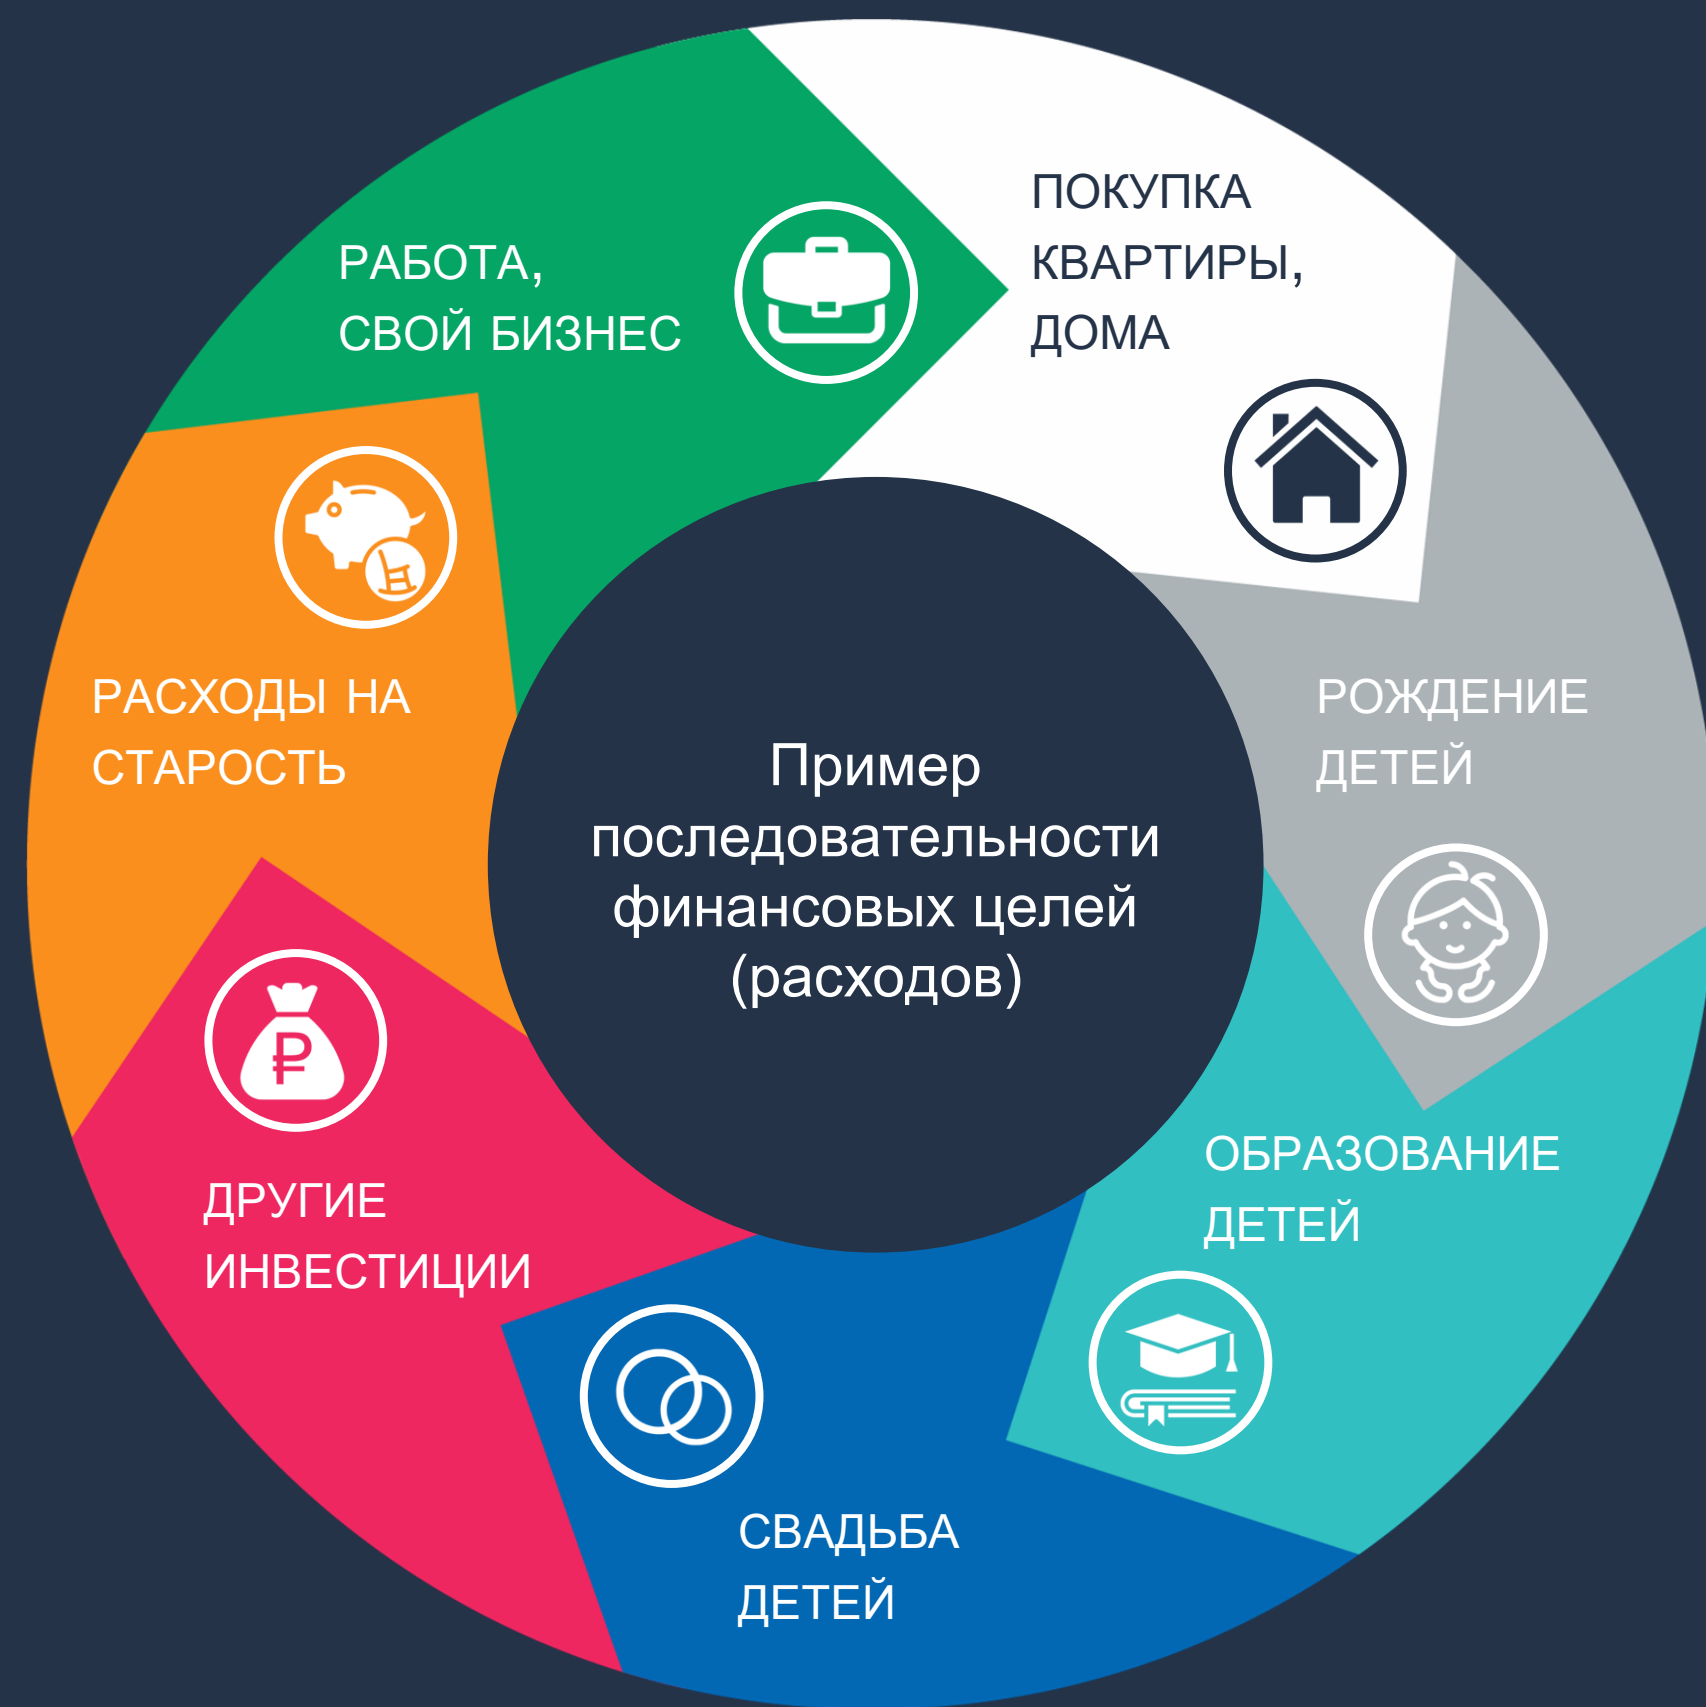 РАБОТА,
СВОЙ БИЗНЕС
ПОКУПКА
КВАРТИРЫ,
ДОМА
РОЖДЕНИЕ
ДЕТЕЙ
ОБРАЗОВАНИЕ
ДЕТЕЙ
СВАДЬБА
ДЕТЕЙ
ДРУГИЕ
ИНВЕСТИЦИИ
₽
РАСХОДЫ НА
СТАРОСТЬ
Пример
последовательности
финансовых целей
(расходов)